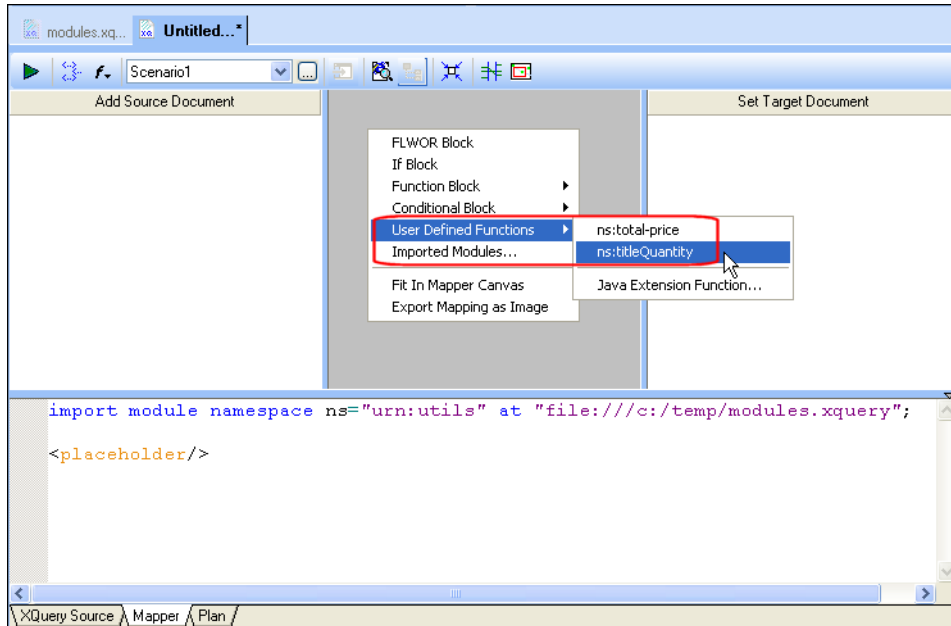 modules.xq...
Untitled...*
Scenario1
Add Source Document
Set Target Document
FLWOR Block
If Block
Function Block
Conditional Block
User Defined Functions
Imported Modules...
Fit In Mapper Canvas
Export Mapping as Image
ns:total-price
ns:titleQuantity
Java Extension Function...
import module namespace ns="urn:utils" at "file:///c:/temp/modules.xquery";
<placeholder/>
XQuery Source
Mapper
Plan